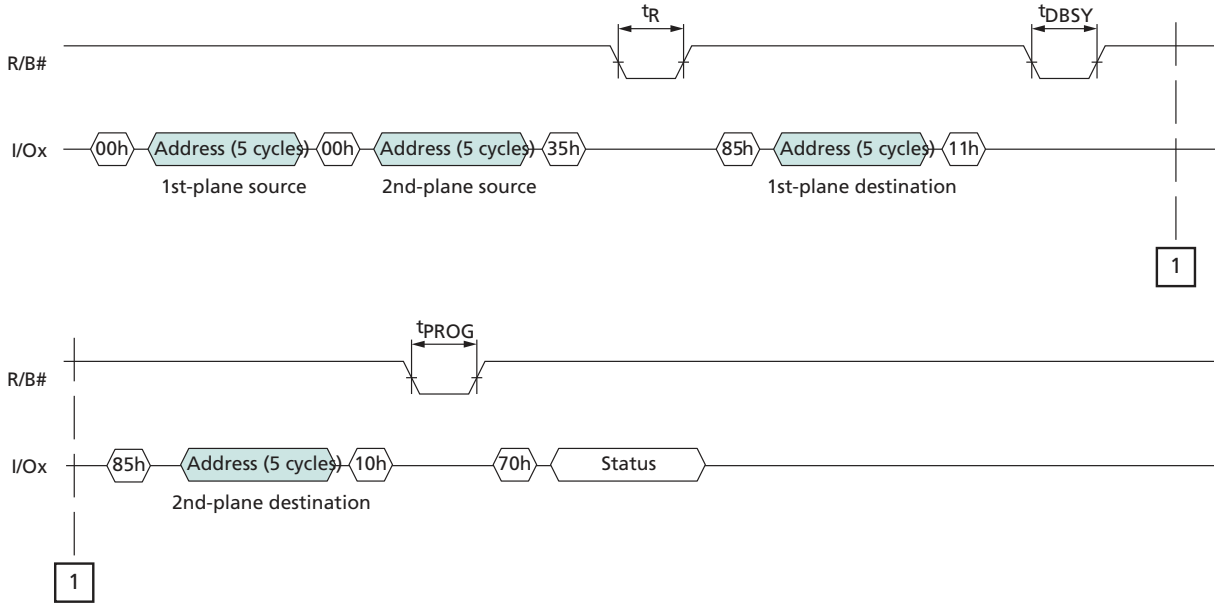 tR tDBSY
R/B#
I/Ox 00h Address (5 cycles) 00h Address (5 cycles) 35h 85h Address (5 cycles) 11h
1st-plane source 2nd-plane source 1st-plane destination
1
tPROG
R/B#
I/Ox 85h Address (5 cycles) 10h 70h Status
2nd-plane destination
1